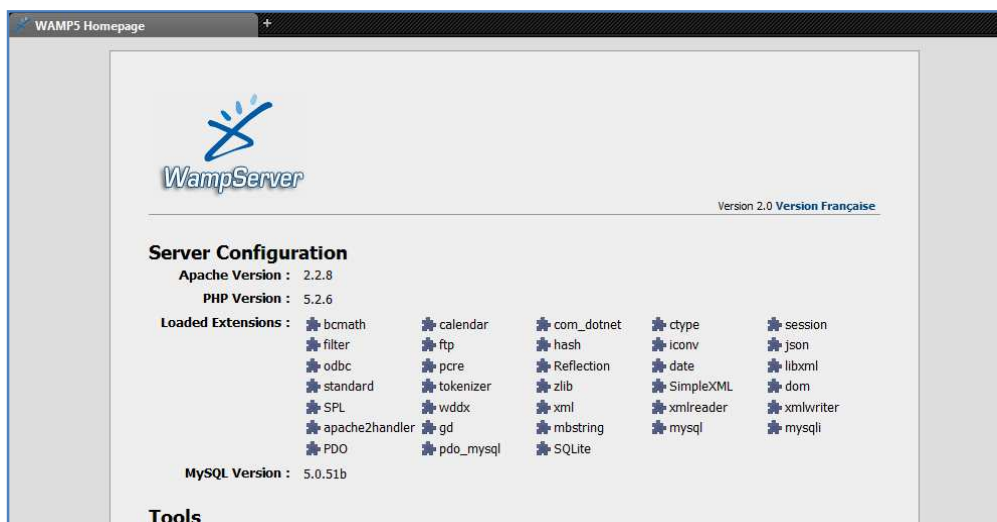 WAMP5 Homepage +
WampServer
Version 2.0 Version Française
Server Configuration
Apache Version : 2.2.8
PHP Version : 5.2.6
Loaded Extensions : bcmath calendar com_dotnet ctype session
filter ftp hash iconv json
odbc pcre Reflection date libxml
standard tokenizer zlib SimpleXML dom
SPL wddx xml xmlreader xmlwriter
apache2handler gd mbstring mysql mysqli
PDO pdo_mysql SQLite
MySQL Version : 5.0.51b
Tools